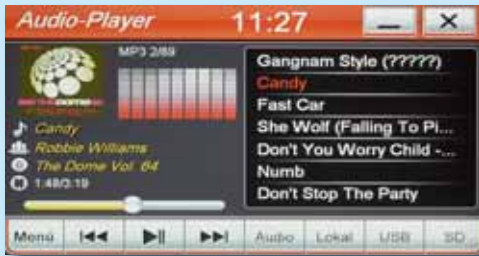 Audio-Player 11:27
MP3 2/69
Gangnam Style (?????)
Candy
Fast Car
She Wolf (Falling To Pi...
Don't You Worry Child -...
Numb
Don't Stop The Party
Candy
Robbie Williams
The Dome Vol. 64
1:48/3:19
Menü Audio Lokal USB SD